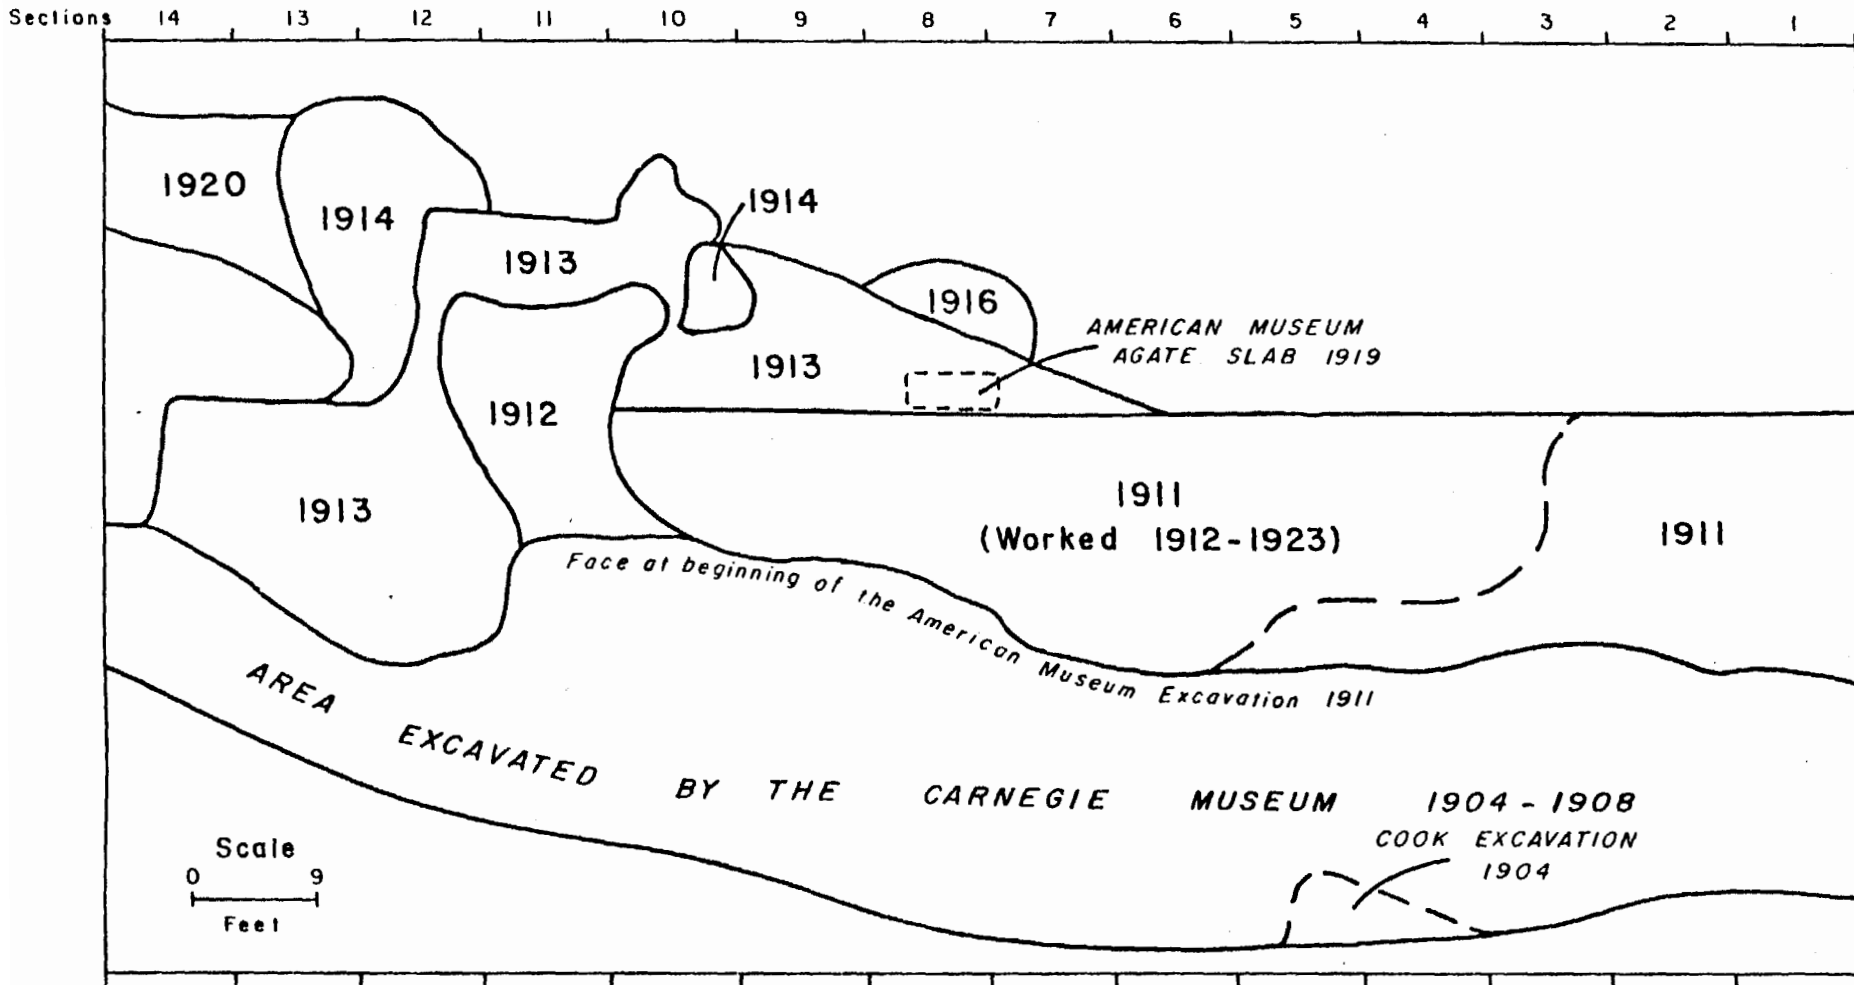 Sections 14 13 12 11 10 9 8 7 6 5 4 3 2 1
1920
1914
1913
1914
1916
AMERICAN MUSEUM
AGATE SLAB 1919
1913
1912
1913
1911
(Worked 1912-1923)
1911
Face at beginning of the American Museum Excavation 1911
AREA EXCAVATED BY THE CARNEGIE MUSEUM 1904-1908
COOK EXCAVATION
1904
Scale
0 9
Feet